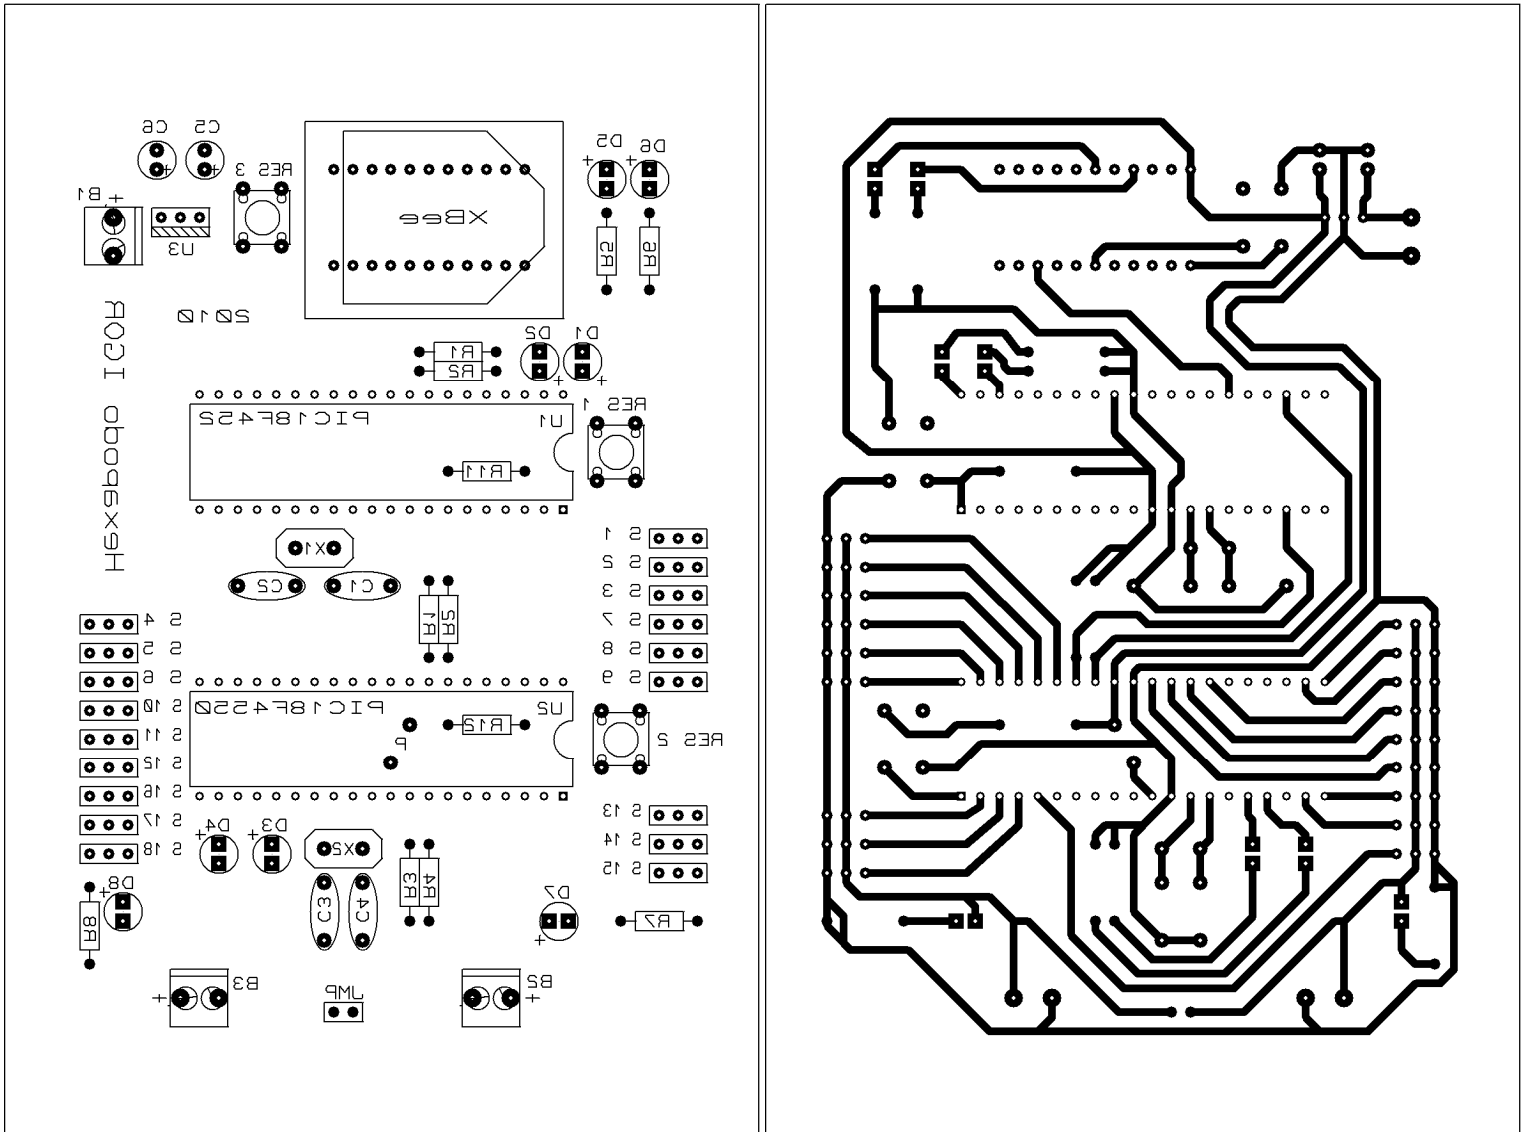 C6 C5
RES 3
D5 D6
B1
+
XBee
U3
R5 R6
2010
Hexapodo IGOR
D2 D1
R1
R2
PIC18F452
U1
RES 1
R11
S 1
X1
S 2
C2 C1
S 3
R1 R2
S 4
S 7
S 5
S 8
S 6
S 9
PIC18F4550
U2
S 10
R12
P
RES 2
S 11
S 12
S 16
S 13
S 17
D4 D3
S 14
X2
S 18
S 15
R3 R4
D8
C3 C4
D7
R8
R7
B3
B2
JMP